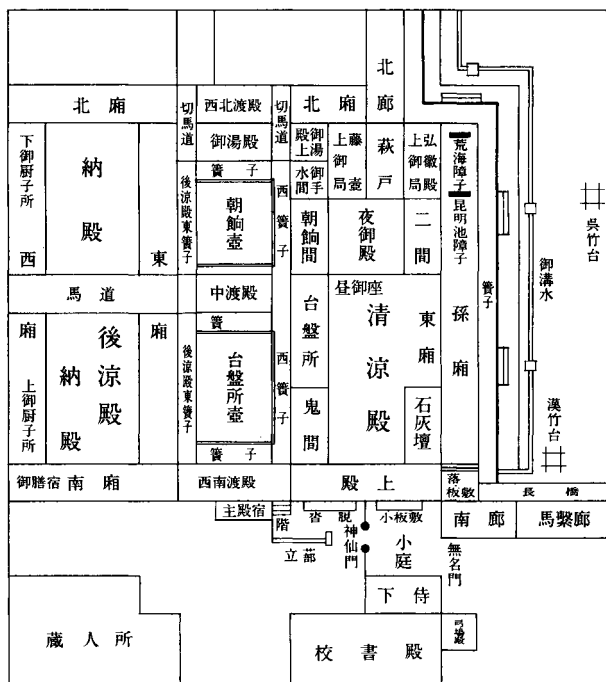 北廊
北廂
切馬道
西北渡殿
切馬道
北廂
下御厨子所
納殿
御湯殿
簀子
御湯殿上
御手水間
藤壺上御局
萩戸
弘徽殿上御局
荒海障子
昆明池障子
呉竹台
後涼殿東簀子
朝餉壺
西簀子
朝餉間
夜御殿
二間
簀子
御溝水
西
東
馬道
中渡殿
昼御座
簀
台盤所
清涼殿
東廂
孫廂
廂
後涼殿
納殿
廂
後涼殿東簀子
台盤所壺
西簀子
上御厨子所
鬼間
石灰壇
漢竹台
簀子
御膳宿
南廂
西南渡殿
殿上
落板敷
長橋
主殿宿
階
沓脱
神仙門
小板敷
南廊
馬繫廊
立蔀
小庭
無名門
下侍
蔵人所
校書殿